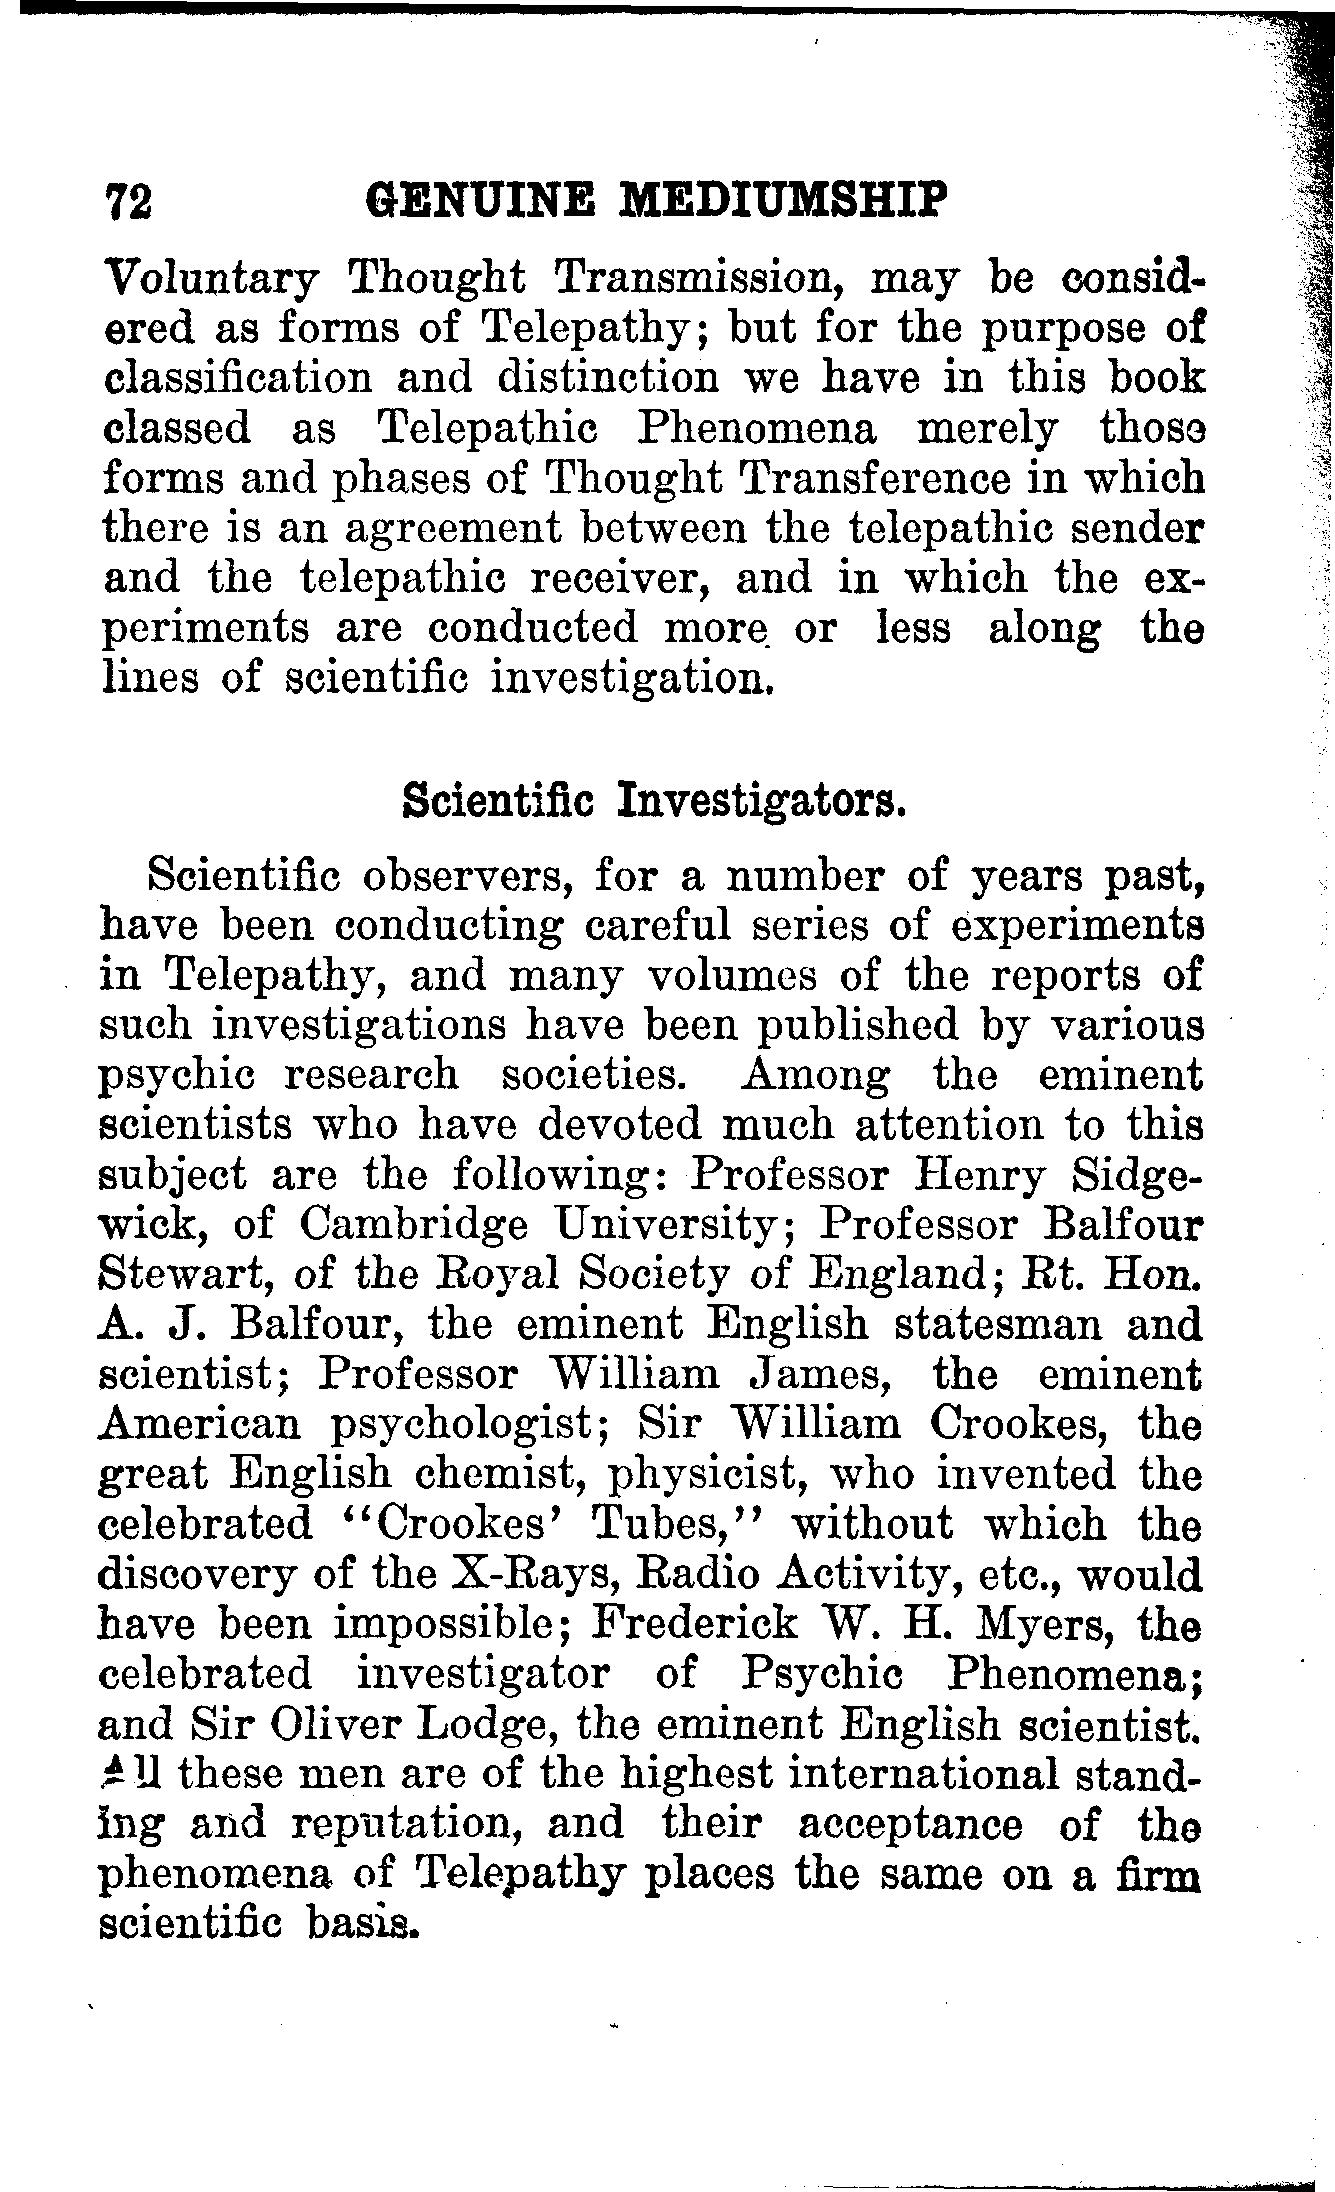 72 GENUINE MEDIUMSHIP
Voluntary Thought Transmission, may be consid-
ered as forms of Telepathy; but for the purpose of
classification and distinction we have in this book
classed as Telepathic Phenomena merely those
forms and phases of Thought Transference in which
there is an agreement between the telepathic sender
and the telepathic receiver, and in which the ex-
periments are conducted more or less along the
lines of scientific investigation.
Scientific Investigators.
Scientific observers, for a number of years past,
have been conducting careful series of experiments
in Telepathy, and many volumes of the reports of
such investigations have been published by various
psychic research societies. Among the eminent
scientists who have devoted much attention to this
subject are the following: Professor Henry Sidge-
wick, of Cambridge University; Professor Balfour
Stewart, of the Royal Society of England; Rt. Hon.
A. J. Balfour, the eminent English statesman and
scientist; Professor William James, the eminent
American psychologist; Sir William Crookes, the
great English chemist, physicist, who invented the
celebrated "Crookes' Tubes," without which the
discovery of the X-Rays, Radio Activity, etc., would
have been impossible; Frederick W. H. Myers, the
celebrated investigator of Psychic Phenomena;
and Sir Oliver Lodge, the eminent English scientist.
All these men are of the highest international stand-
ing and reputation, and their acceptance of the
phenomena of Telepathy places the same on a firm
scientific basis.